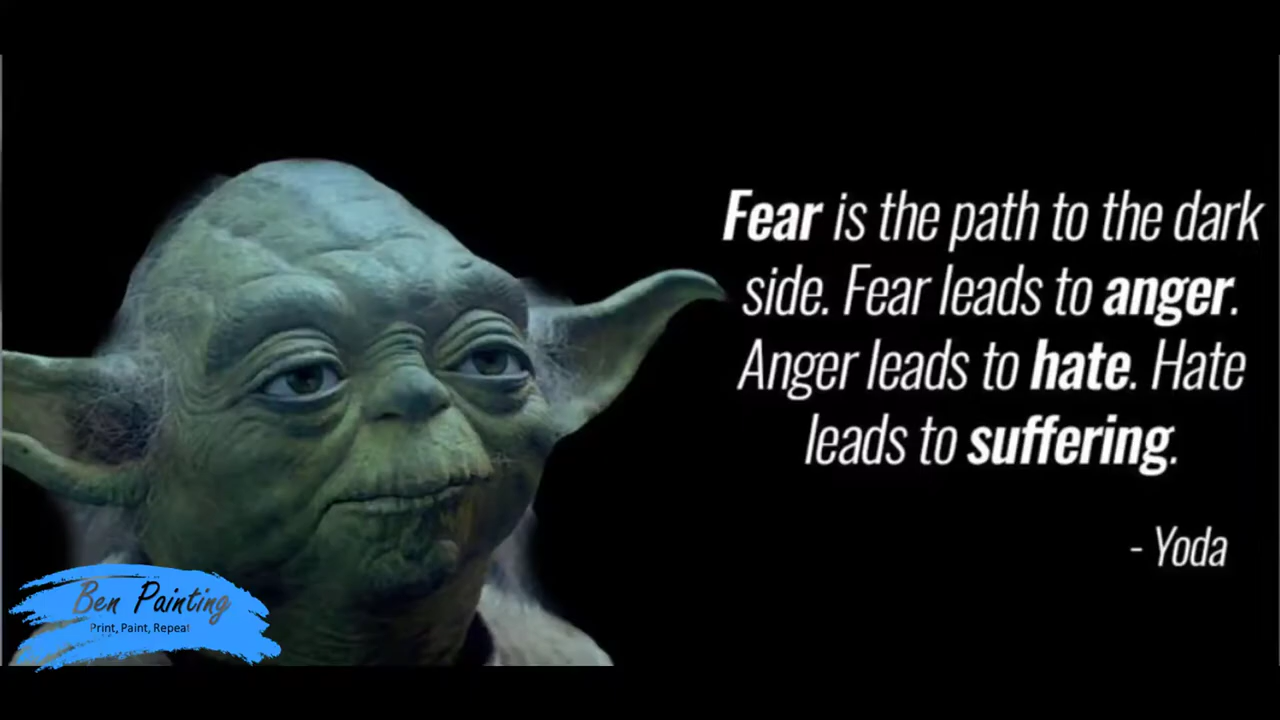 Fear is the path to the dark
side. Fear leads to anger.
Anger leads to hate. Hate
leads to suffering.
- Yoda
Ben Painting
Print, Paint, Repeat